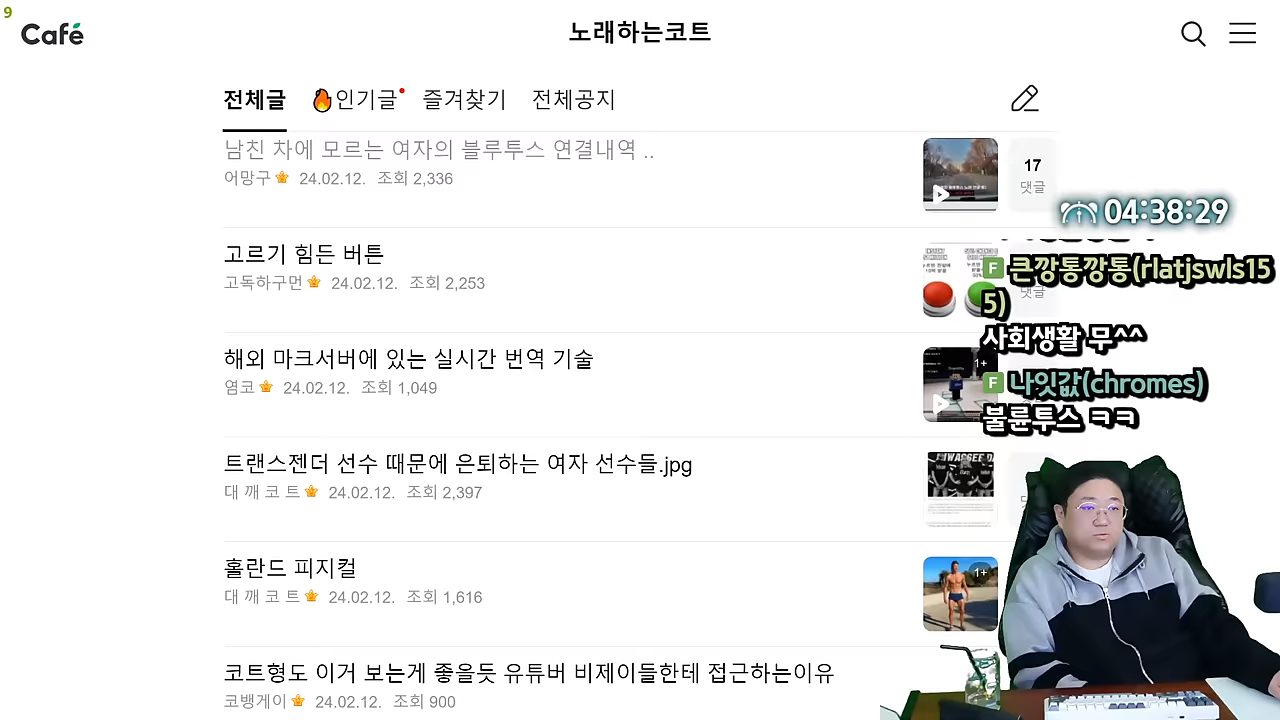 9
Café
노래하는코트
전체글 인기글 즐겨찾기 전체공지
남친 차에 모르는 여자의 블루투스 연결내역 ..
어망구 24.02.12. 조회 2,336
17
댓글
04:38:29
고르기 힘든 버튼
고독하구먼 24.02.12. 조회 2,253
댓글
F 큰깡통깡통(rlatjswls15
5)
사회생활 무^^
해외 마크서버에 있는 실시간 번역 기술
염코 24.02.12. 조회 1,049
1+
F 나잇값(chromes)
불륜투스 ㅋㅋ
트랜스젠더 선수 때문에 은퇴하는 여자 선수들.jpg
대 깨 코 트 24.02.12. 조회 2,397
홀란드 피지컬
대 깨 코 트 24.02.12. 조회 1,616
1+
코트형도 이거 보는게 좋을듯 유튜버 비제이들한테 접근하는이유
코뱅게이 24.02.12. 조회 900